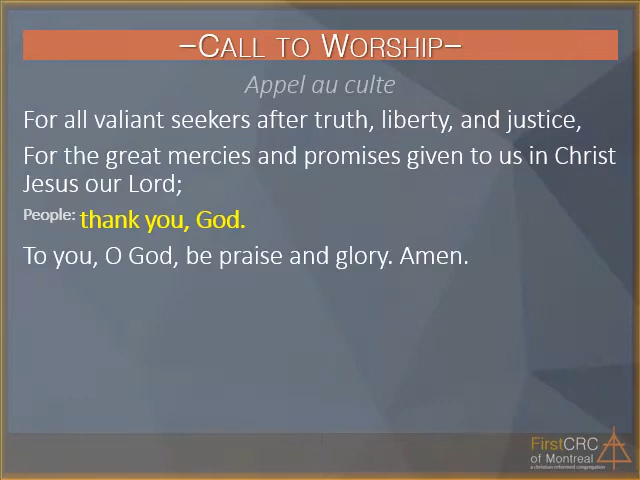 –CALL TO WORSHIP–
Appel au culte
For all valiant seekers after truth, liberty, and justice,
For the great mercies and promises given to us in Christ
Jesus our Lord;
People: thank you, God.
To you, O God, be praise and glory. Amen.
FirstCRC
of Montreal
a christian reformed congregation